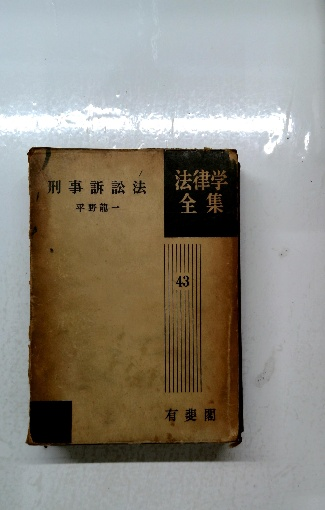 刑事訴訟法
平野龍一
法律学
全集
43
有斐閣